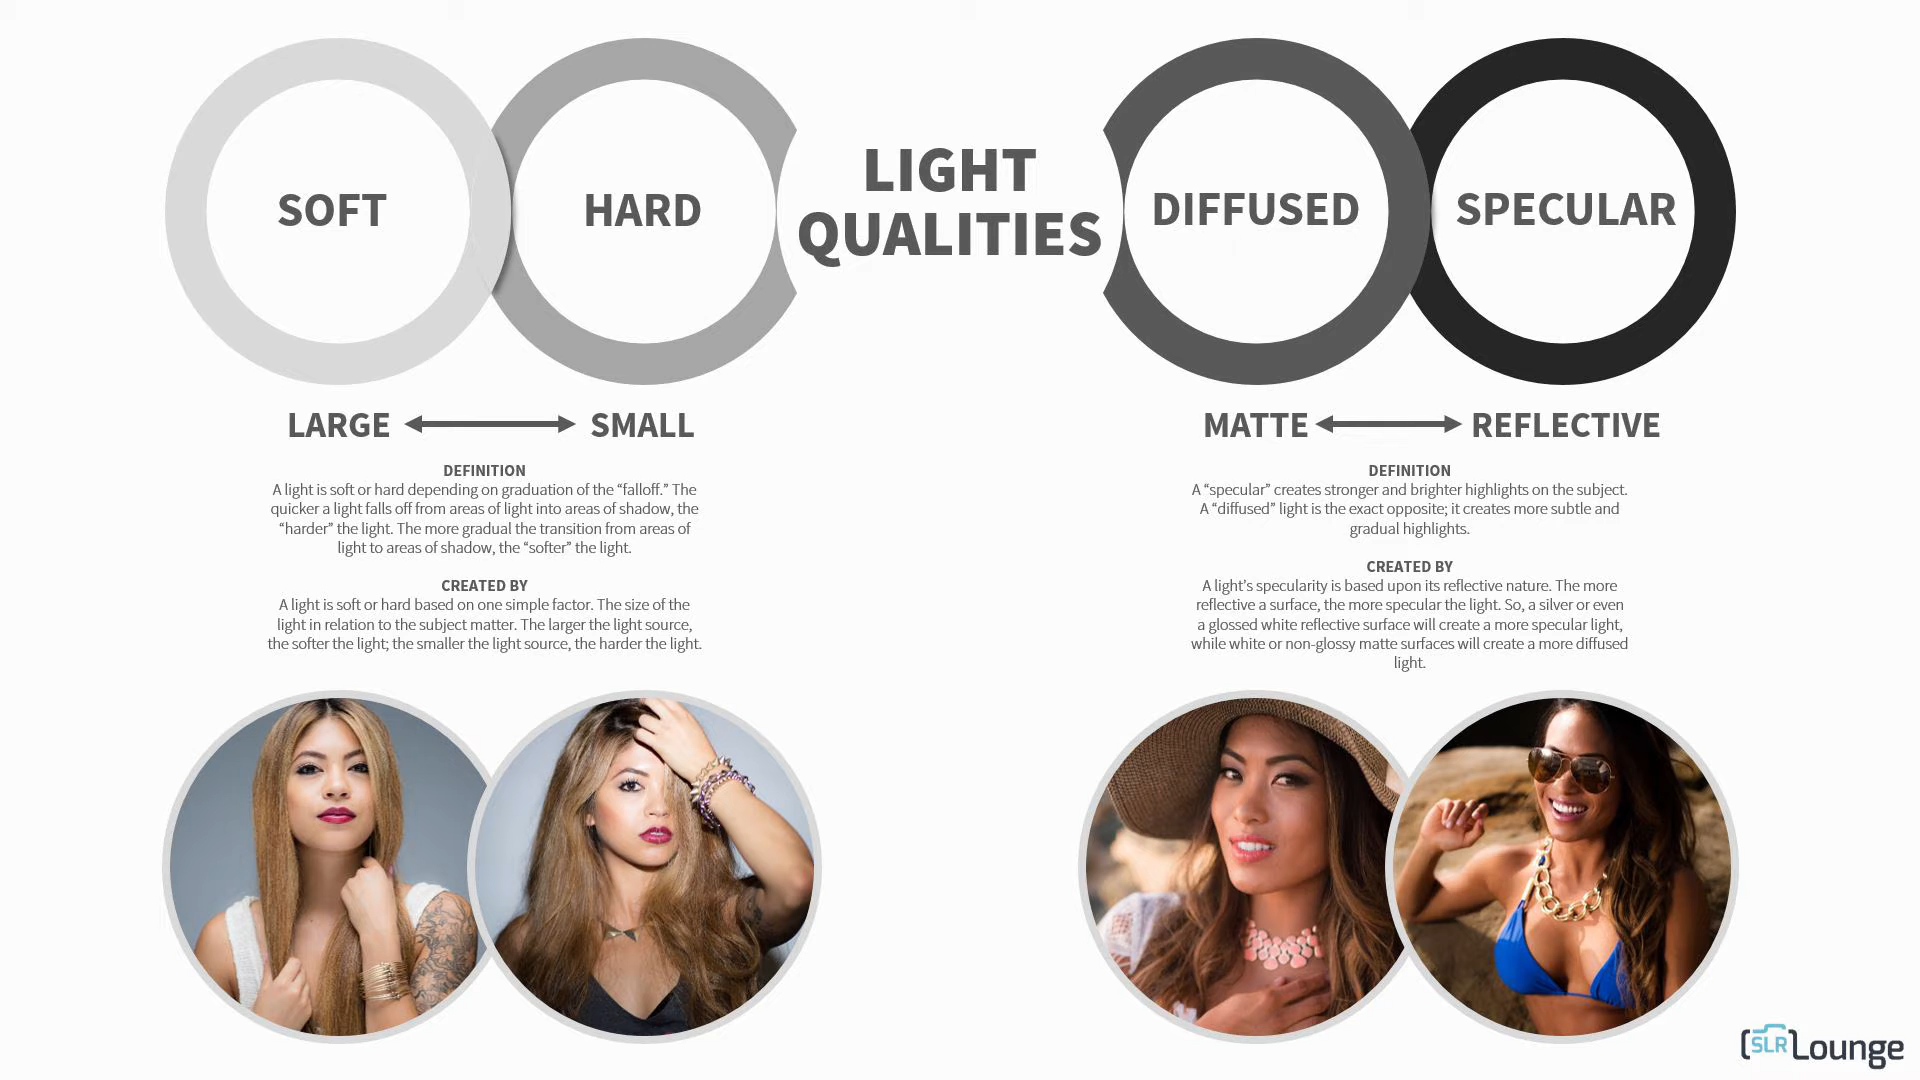 SOFT
HARD
LIGHT
QUALITIES
DIFFUSED
SPECULAR
LARGE
SMALL
DEFINITION
A light is soft or hard depending on graduation of the “falloff.” The
quicker a light falls off from areas of light into areas of shadow, the
“harder” the light. The more gradual the transition from areas of
light to areas of shadow, the “softer” the light.
CREATED BY
A light is soft or hard based on one simple factor. The size of the
light in relation to the subject matter. The larger the light source,
the softer the light; the smaller the light source, the harder the light.
MATTE
REFLECTIVE
DEFINITION
A “specular” creates stronger and brighter highlights on the subject.
A “diffused” light is the exact opposite; it creates more subtle and
gradual highlights.
CREATED BY
A light’s specularity is based upon its reflective nature. The more
reflective a surface, the more specular the light. So, a silver or even
a glossed white reflective surface will create a more specular light,
while white or non-glossy matte surfaces will create a more diffused
light.
SLR Lounge